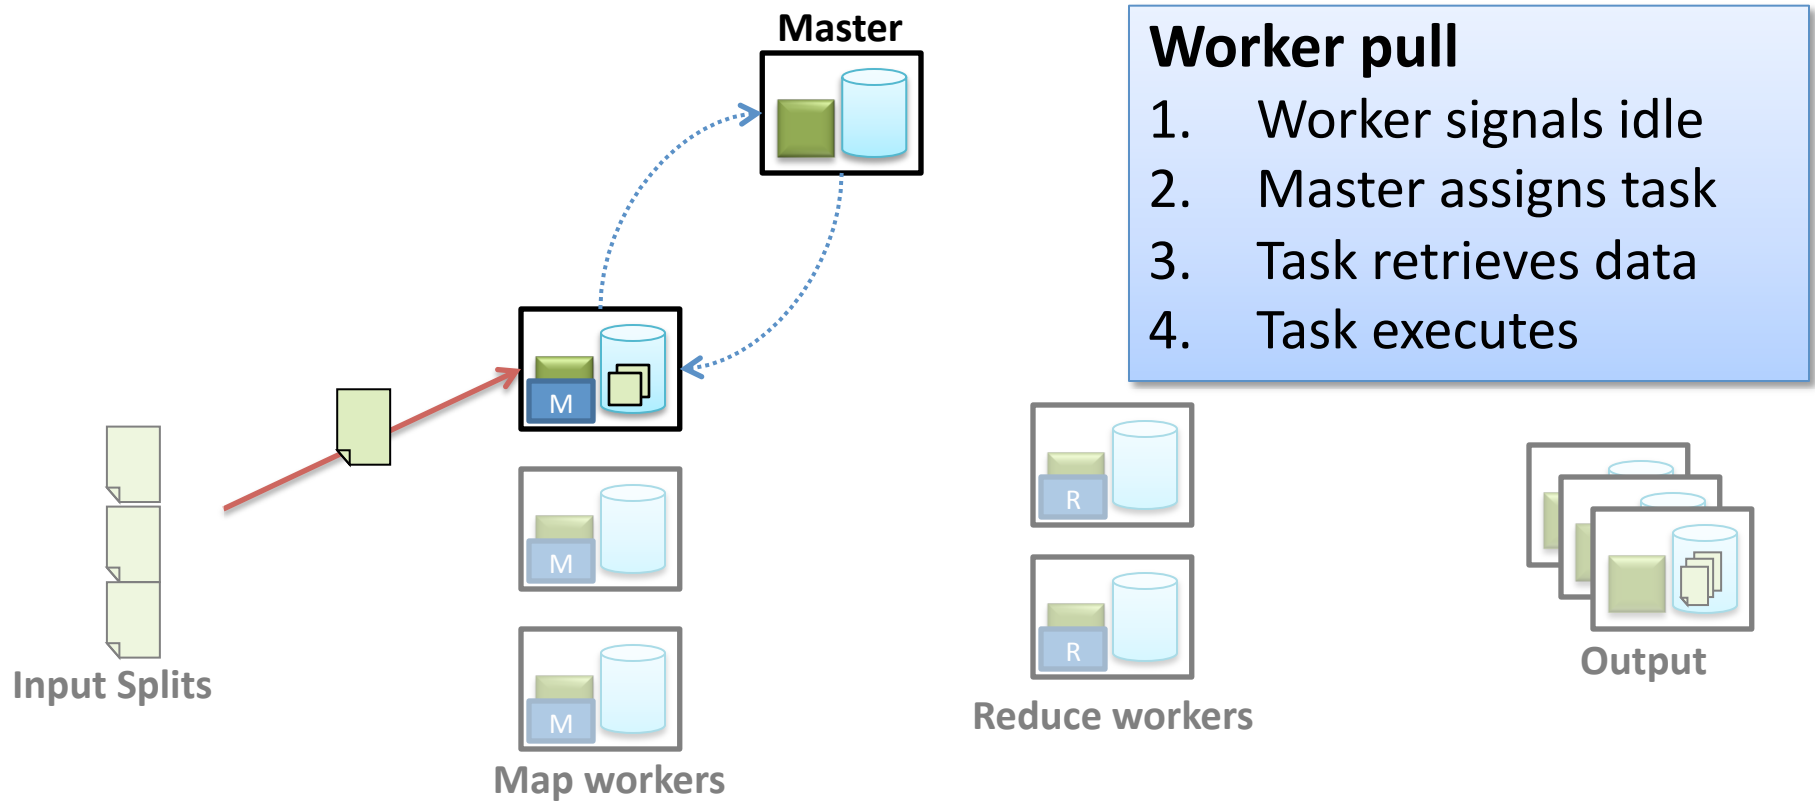 Master
Worker pull
1. Worker signals idle
2. Master assigns task
3. Task retrieves data
4. Task executes
M
M
M
R
R
Input Splits
Map workers
Reduce workers
Output